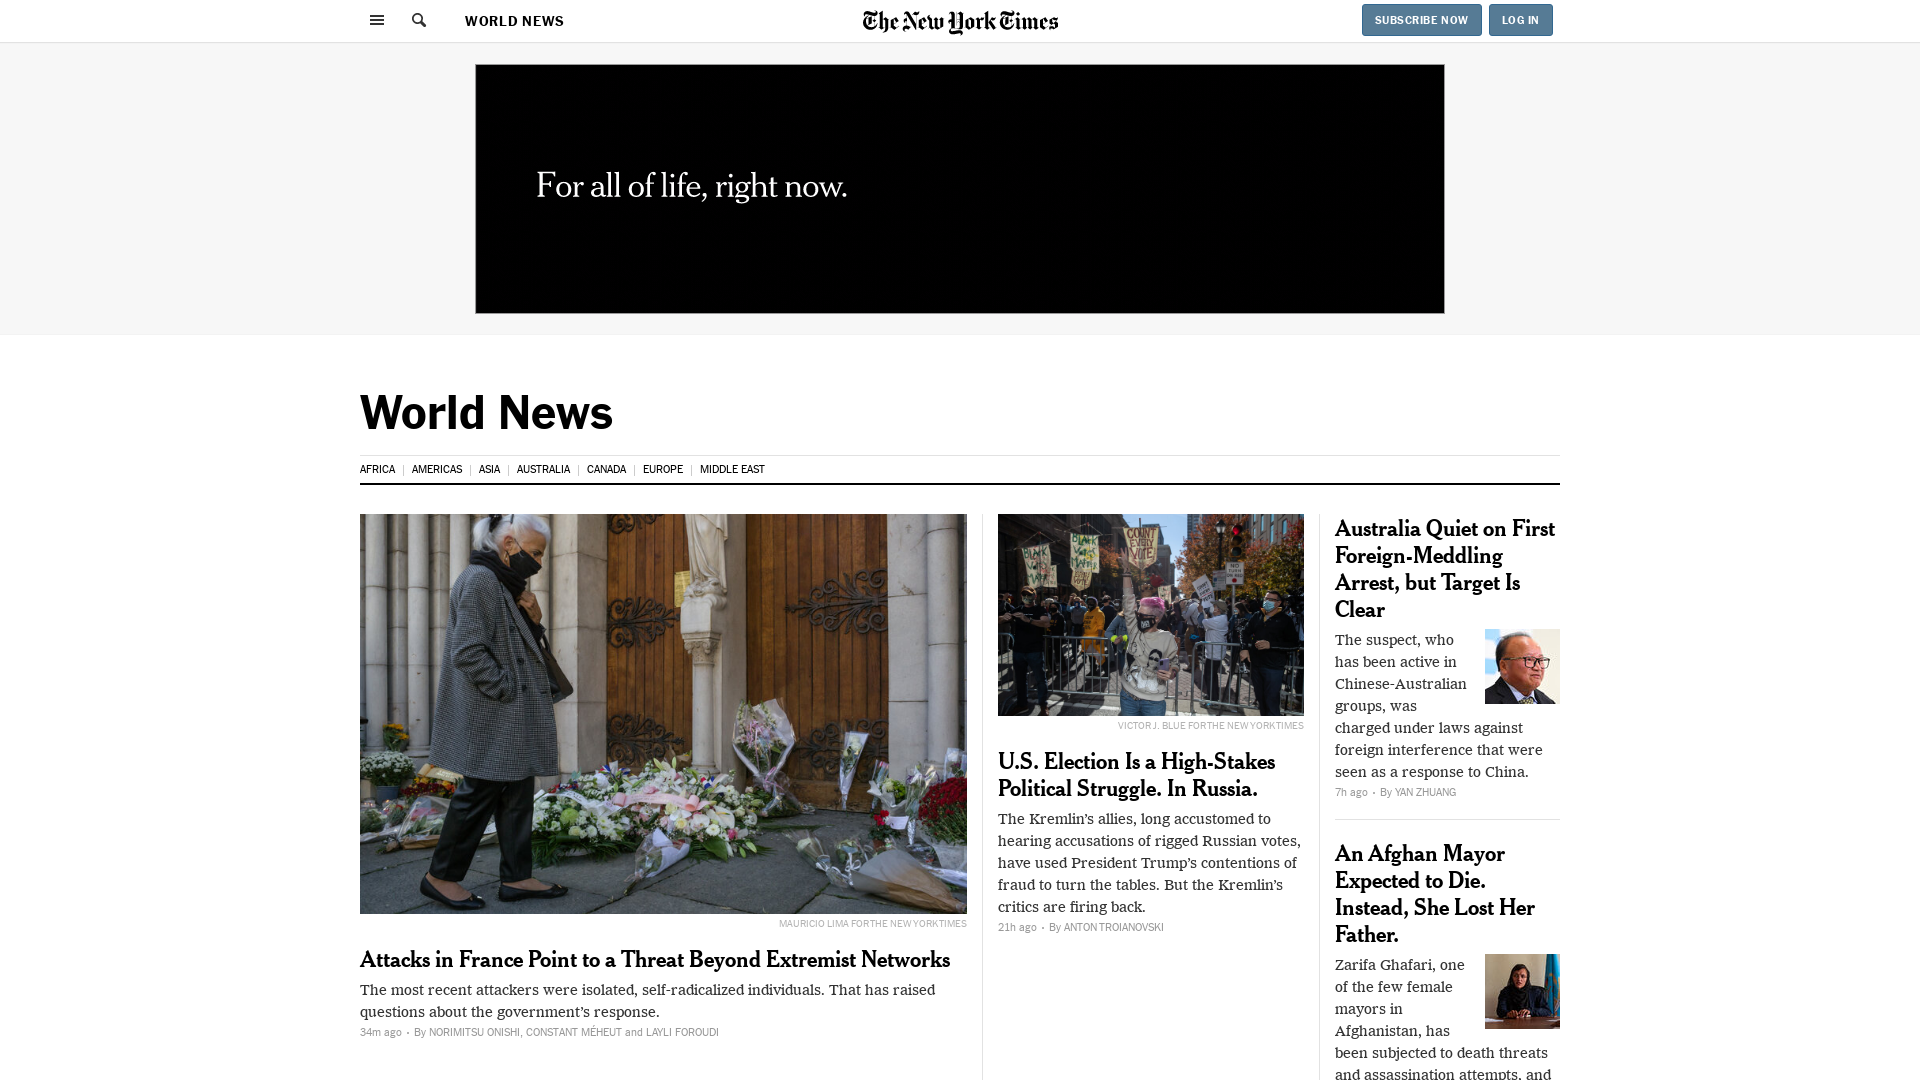 WORLD NEWS
The New York Times
SUBSCRIBE NOW
LOG IN
For all of life, right now.
World News
AFRICA
AMERICAS
ASIA
AUSTRALIA
CANADA
EUROPE
MIDDLE EAST
MAURICIO LIMA FOR THE NEW YORK TIMES
Attacks in France Point to a Threat Beyond Extremist Networks
The most recent attackers were isolated, self-radicalized individuals. That has raised
questions about the government’s response.
34m ago • By NORIMITSU ONISHI, CONSTANT MÉHEUT and LAYLI FOROUDI
COUNT
EVERY
VOTE!
BLACK
VOTES
MATTER
BLACK
NO
TURN
VICTOR J. BLUE FOR THE NEW YORK TIMES
U.S. Election Is a High-Stakes
Political Struggle. In Russia.
The Kremlin’s allies, long accustomed to
hearing accusations of rigged Russian votes,
have used President Trump’s contentions of
fraud to turn the tables. But the Kremlin’s
critics are firing back.
21h ago • By ANTON TROIANOVSKI
Australia Quiet on First
Foreign-Meddling
Arrest, but Target Is
Clear
The suspect, who
has been active in
Chinese-Australian
groups, was
charged under laws against
foreign interference that were
seen as a response to China.
7h ago • By YAN ZHUANG
An Afghan Mayor
Expected to Die.
Instead, She Lost Her
Father.
Zarifa Ghafari, one
of the few female
mayors in
Afghanistan, has
been subjected to death threats
and assassination attempts, and